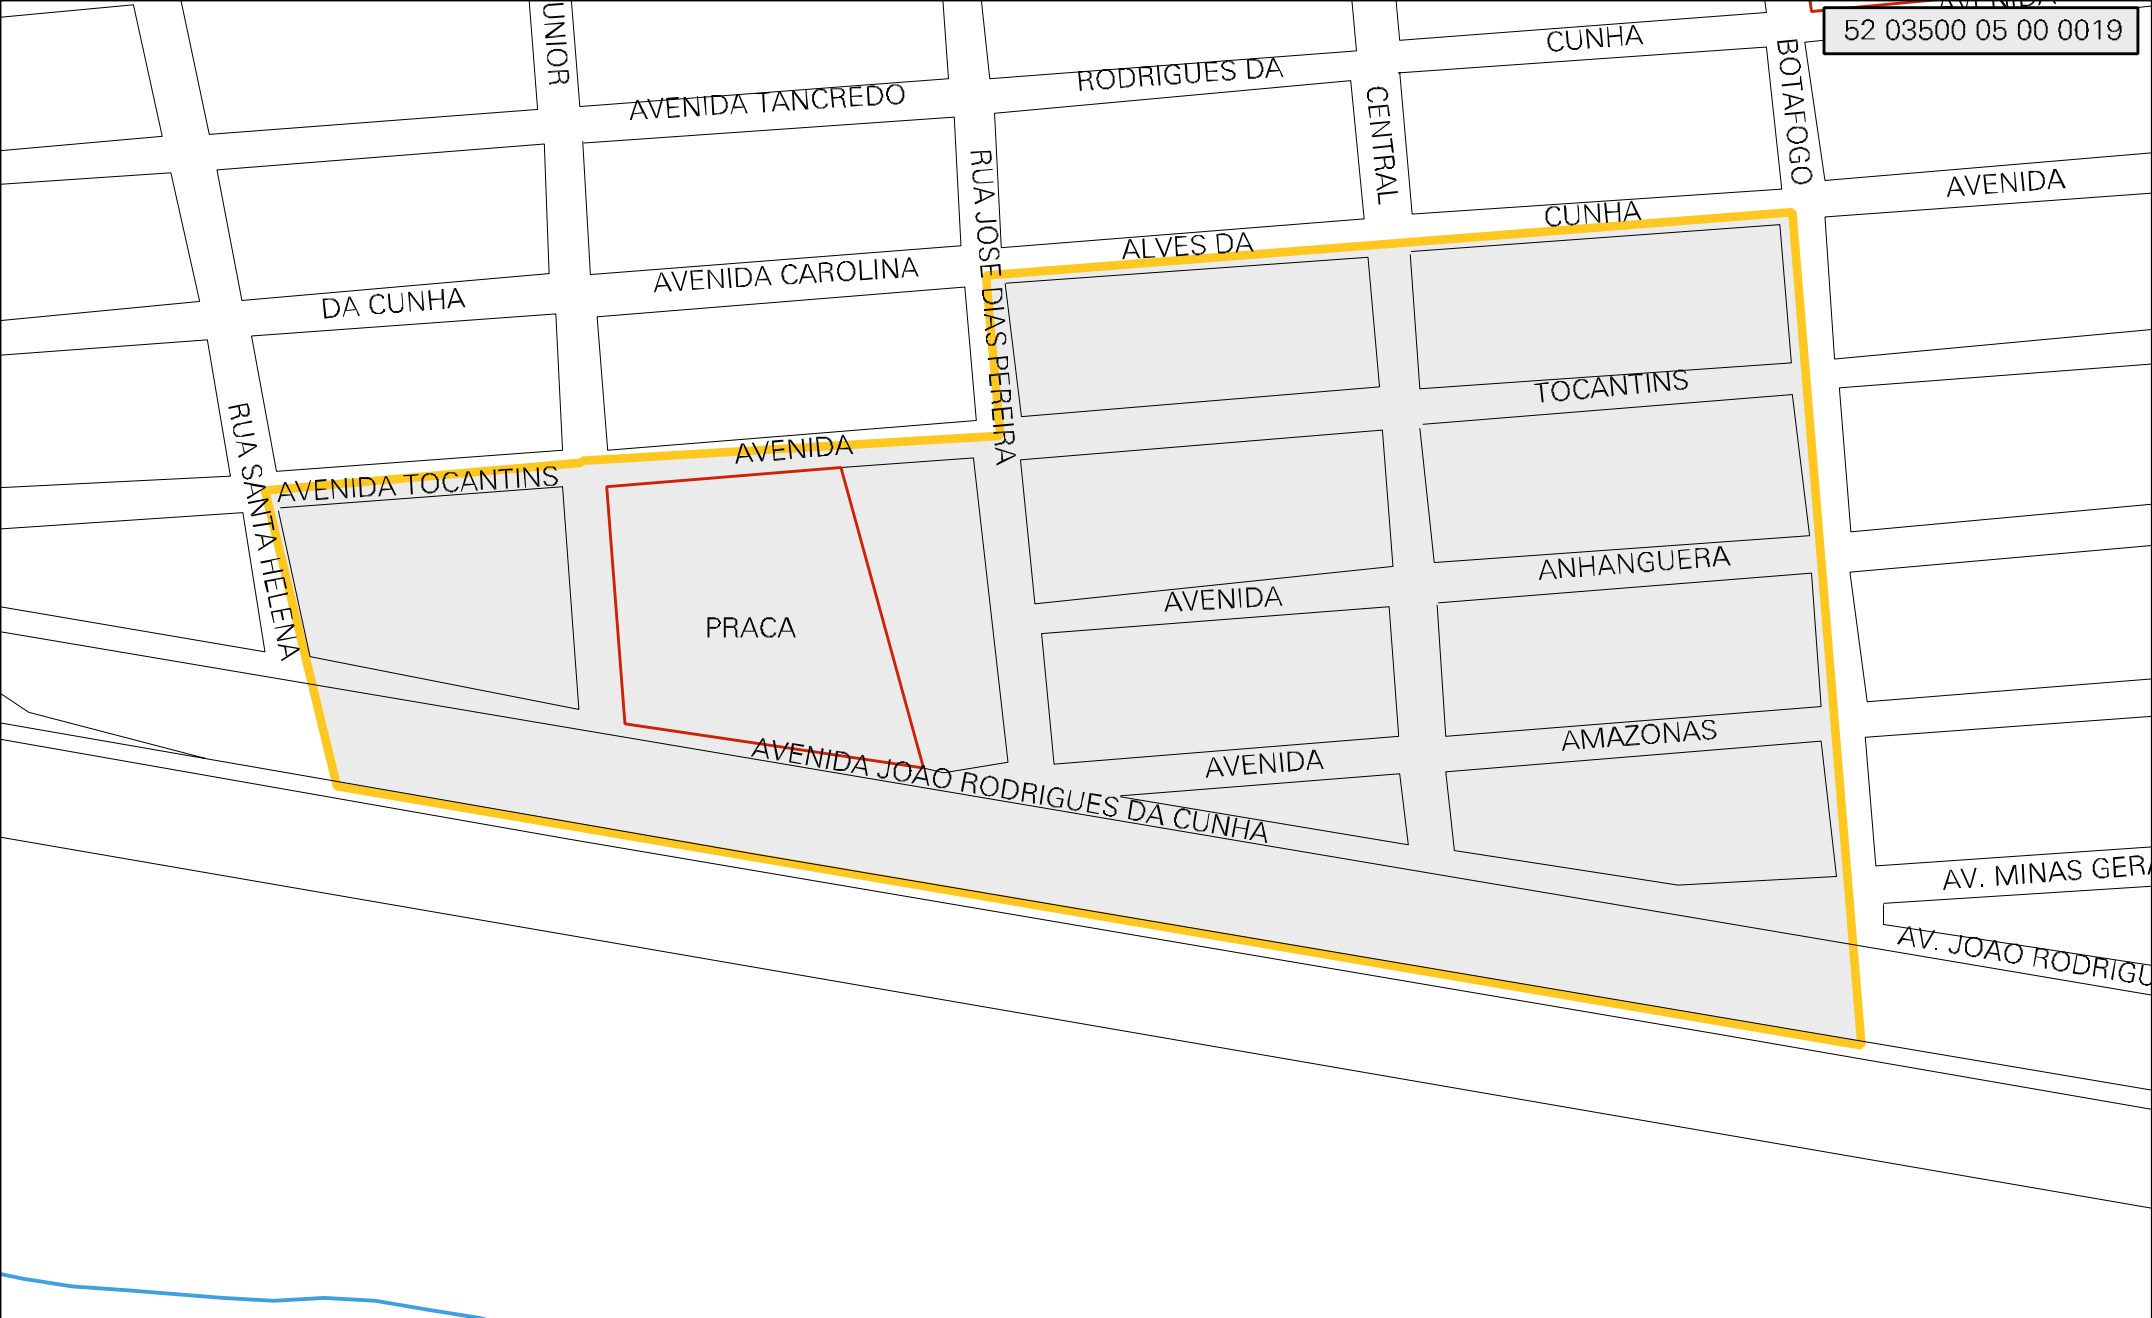 AVENIDA
52 03500 05 00 0019
UNIOR
CUNHA
BOTAFOGO
RODRIGUES DA
AVENIDA TANCREDO
CENTRAL
RUA JOSE DIAS PEREIRA
AVENIDA
CUNHA
ALVES DA
AVENIDA CAROLINA
DA CUNHA
TOCANTINS
RUA SANTA HELENA
AVENIDA
AVENIDA TOCANTINS
ANHANGUERA
AVENIDA
PRACA
AMAZONAS
AVENIDA
AVENIDA JOAO RODRIGUES DA CUNHA
AV. MINAS GERA
AV. JOAO RODRIGU